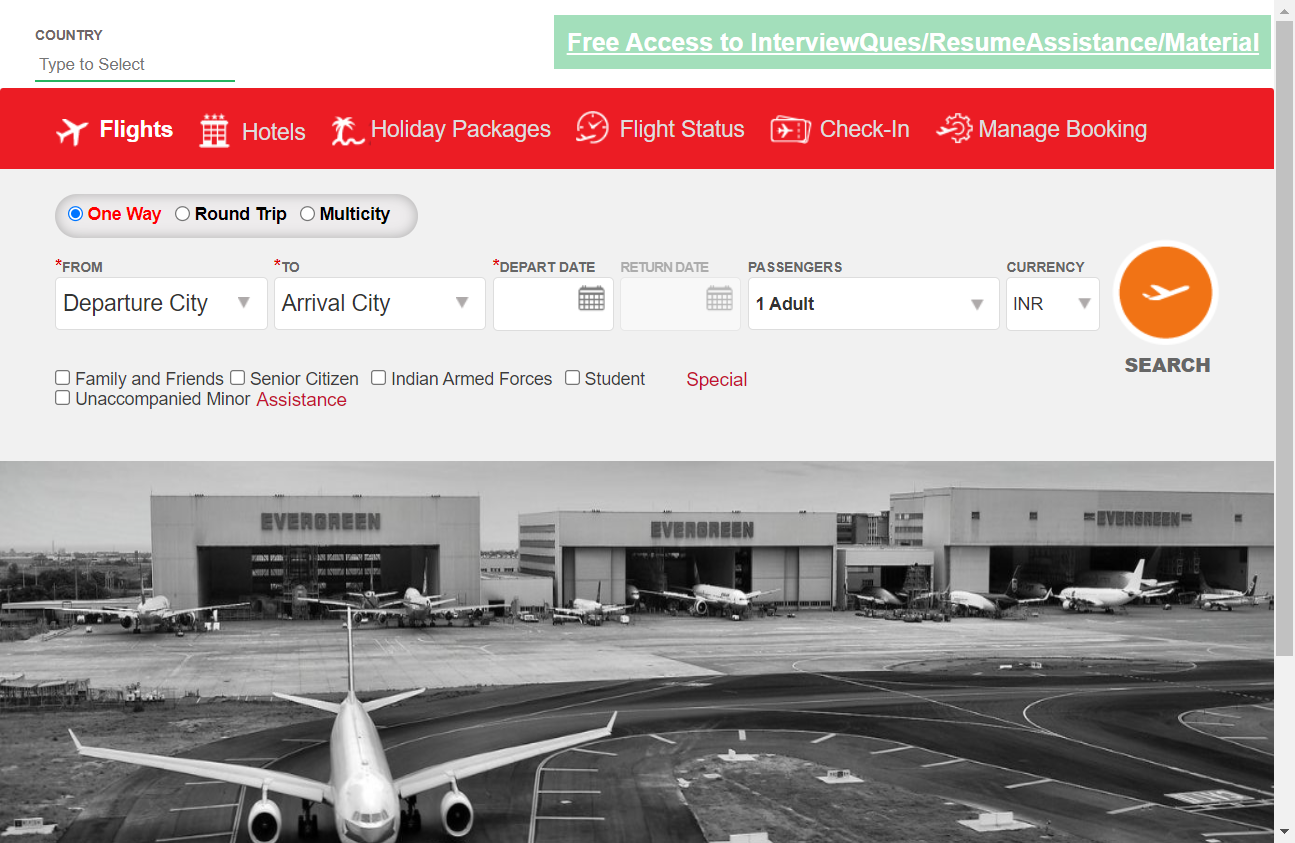 COUNTRY
Type to Select
Free Access to InterviewQues/ResumeAssistance/Material
Flights
Hotels
Holiday Packages
Flight Status
Check-In
Manage Booking
One Way
Round Trip
Multicity
*FROM
*TO
*DEPART DATE
RETURN DATE
PASSENGERS
CURRENCY
Departure City
Arrival City
1 Adult
INR
SEARCH
Family and Friends
Senior Citizen
Indian Armed Forces
Student
Special
Unaccompanied Minor
Assistance
EVERGREEN
EVERGREEN
EVERGREEN